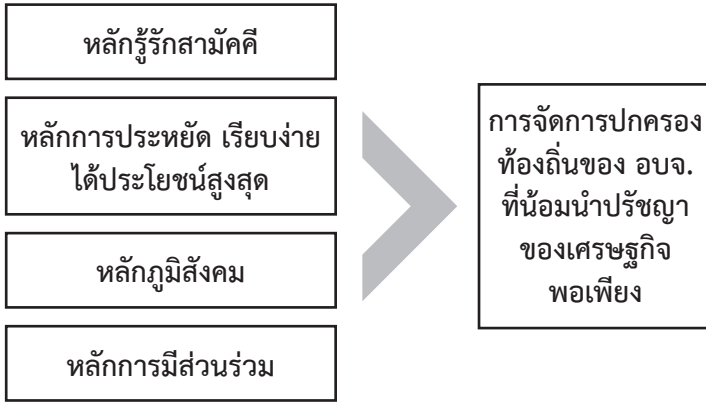 หลักรู้รักสามัคคี
หลักการประหยัด เรียบง่าย
ได้ประโยชน์สูงสุด
หลักภูมิสังคม
หลักการมีส่วนร่วม
การจัดการปกครอง
ท้องถิ่นของ อบจ.
ที่น้อมนำปรัชญา
ของเศรษฐกิจ
พอเพียง